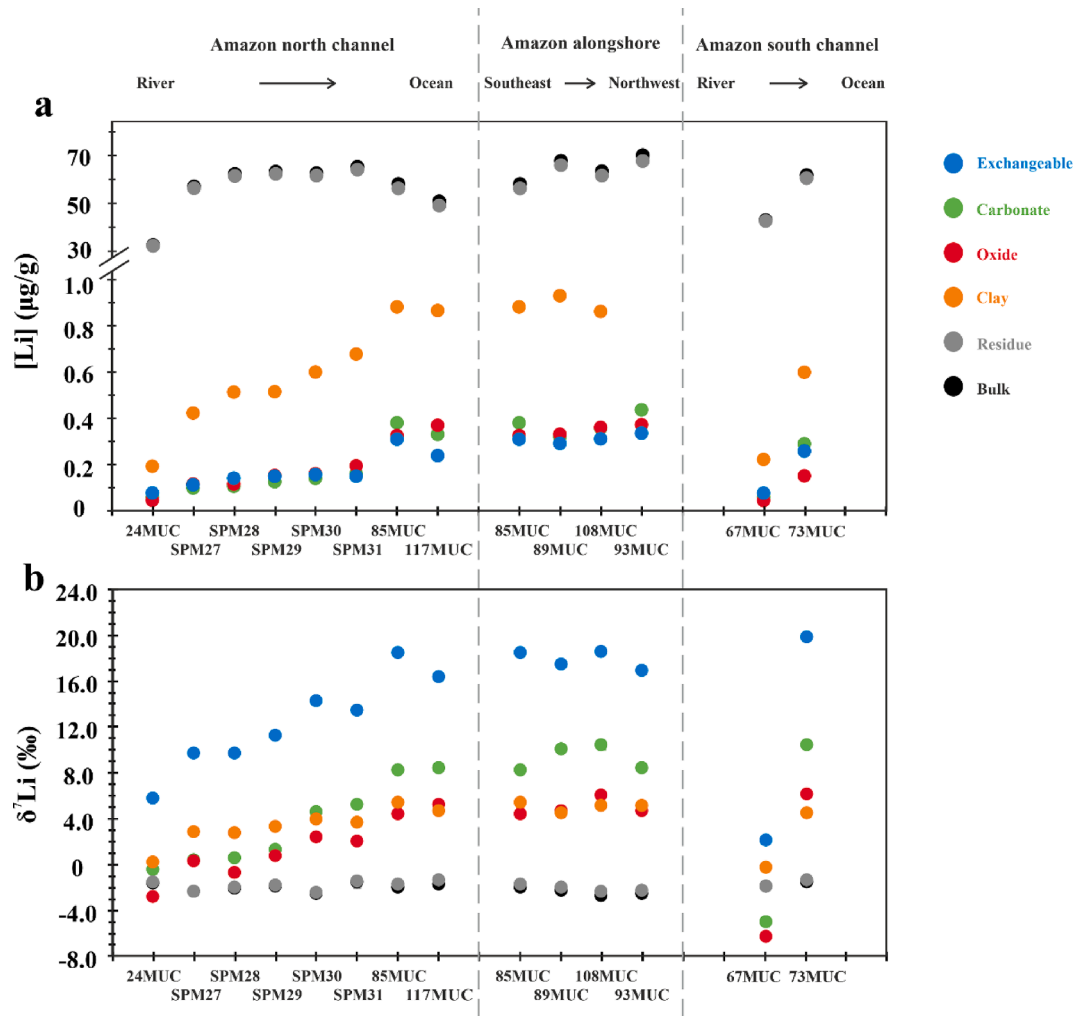 Amazon north channel
Amazon alongshore
Amazon south channel
River
Ocean
Southeast
Northwest
River
Ocean
a
[Li] (μg/g)
70
50
30
1.0
0.8
0.6
0.4
0.2
0
24MUC
SPM28
SPM30
85MUC
85MUC
108MUC
67MUC
73MUC
SPM27
SPM29
SPM31
117MUC
89MUC
93MUC
Exchangeable
Carbonate
Oxide
Clay
Residue
Bulk
b
δ⁷Li (‰)
24.0
20.0
16.0
12.0
8.0
4.0
0
-4.0
-8.0
24MUC
SPM28
SPM30
85MUC
85MUC
108MUC
67MUC
73MUC
SPM27
SPM29
SPM31
117MUC
89MUC
93MUC